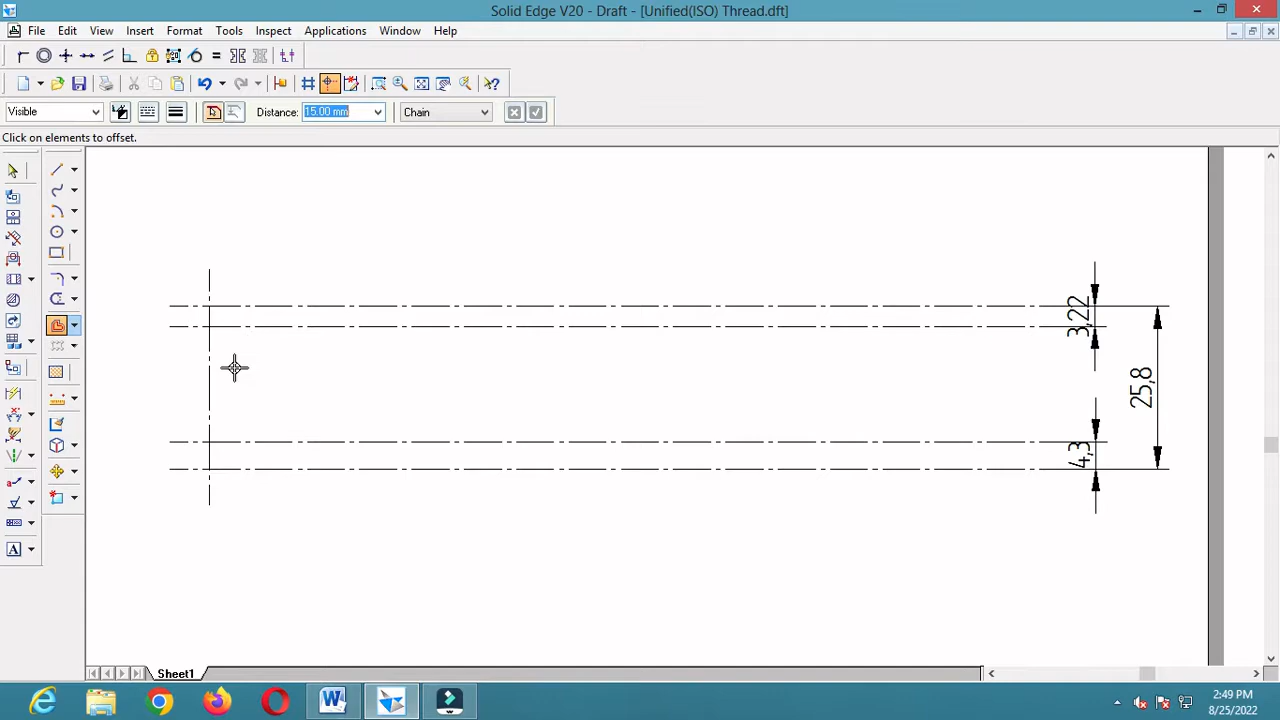 Solid Edge V20 - Draft - [Unified(ISO) Thread.dft]
File Edit View Insert Format Tools Inspect Applications Window Help
Visible Distance: 15.00 mm Chain
Click on elements to offset.
3,22
25,8
4,3
Sheet1
2:49 PM
8/25/2022